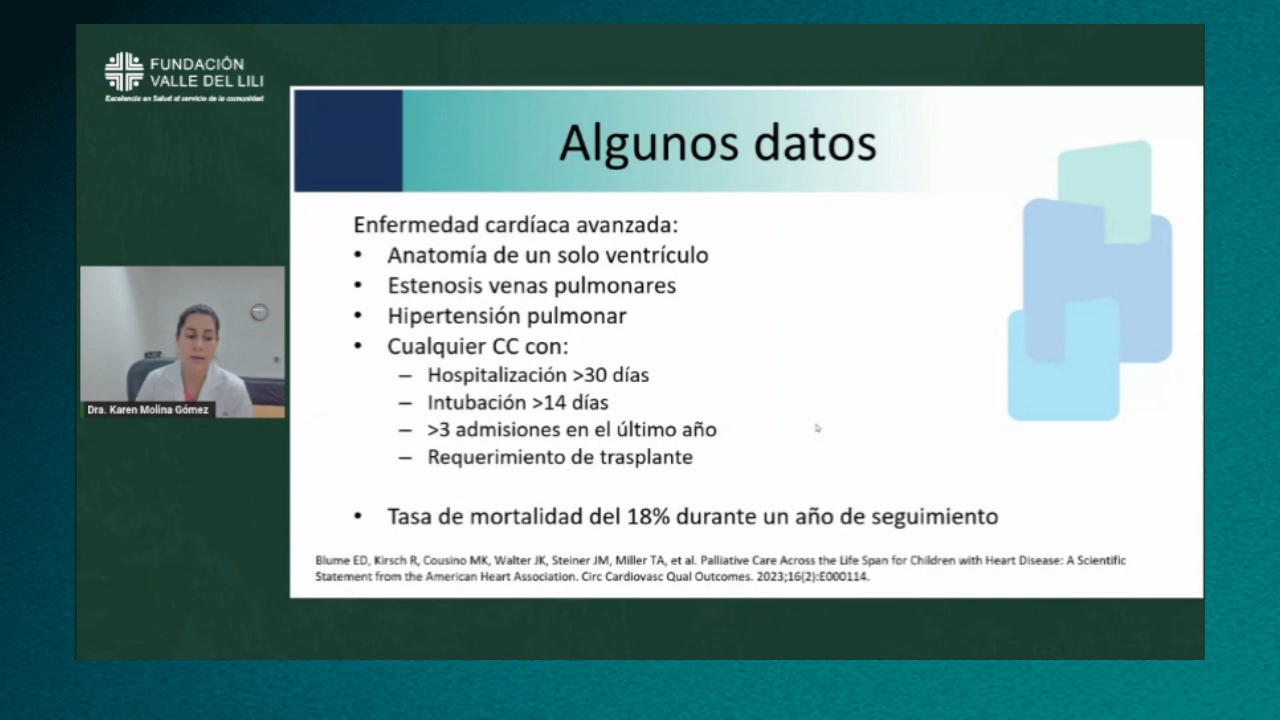 FUNDACIÓN
VALLE DEL LILI
Excelencia en Salud al servicio de la comunidad
Algunos datos
Enfermedad cardíaca avanzada:
• Anatomía de un solo ventrículo
• Estenosis venas pulmonares
• Hipertensión pulmonar
• Cualquier CC con:
– Hospitalización >30 días
– Intubación >14 días
– >3 admisiones en el último año
– Requerimiento de trasplante
• Tasa de mortalidad del 18% durante un año de seguimiento
Blume ED, Kirsch R, Cousino MK, Walter JK, Steiner JM, Miller TA, et al. Palliative Care Across the Life Span for Children with Heart Disease: A Scientific
Statement from the American Heart Association. Circ Cardiovasc Qual Outcomes. 2023;16(2):E000114.
Dra. Karen Molina Gómez